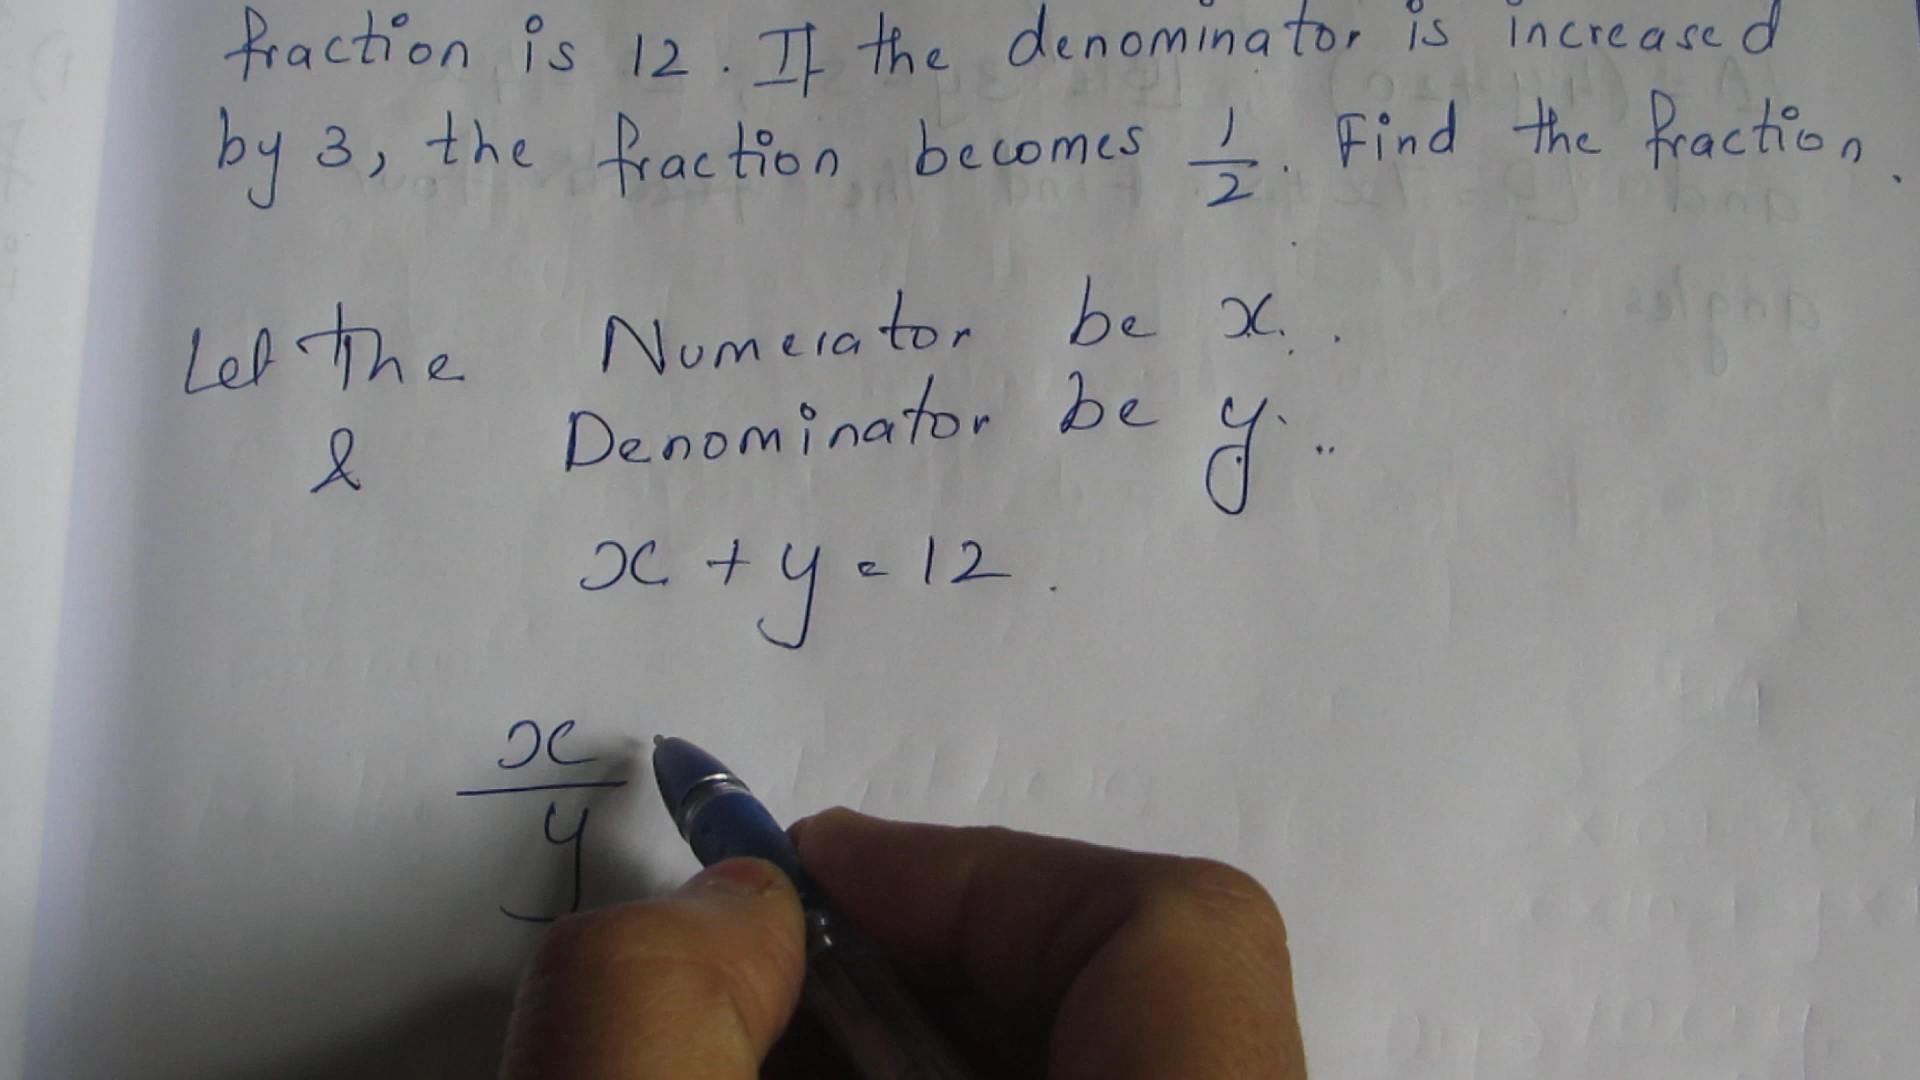 fraction is 12. If the denominator is increased
by 3, the fraction becomes 1/2. Find the fraction.
Let the Numerator be x.
& Denominator be y.
x + y = 12.
x
y